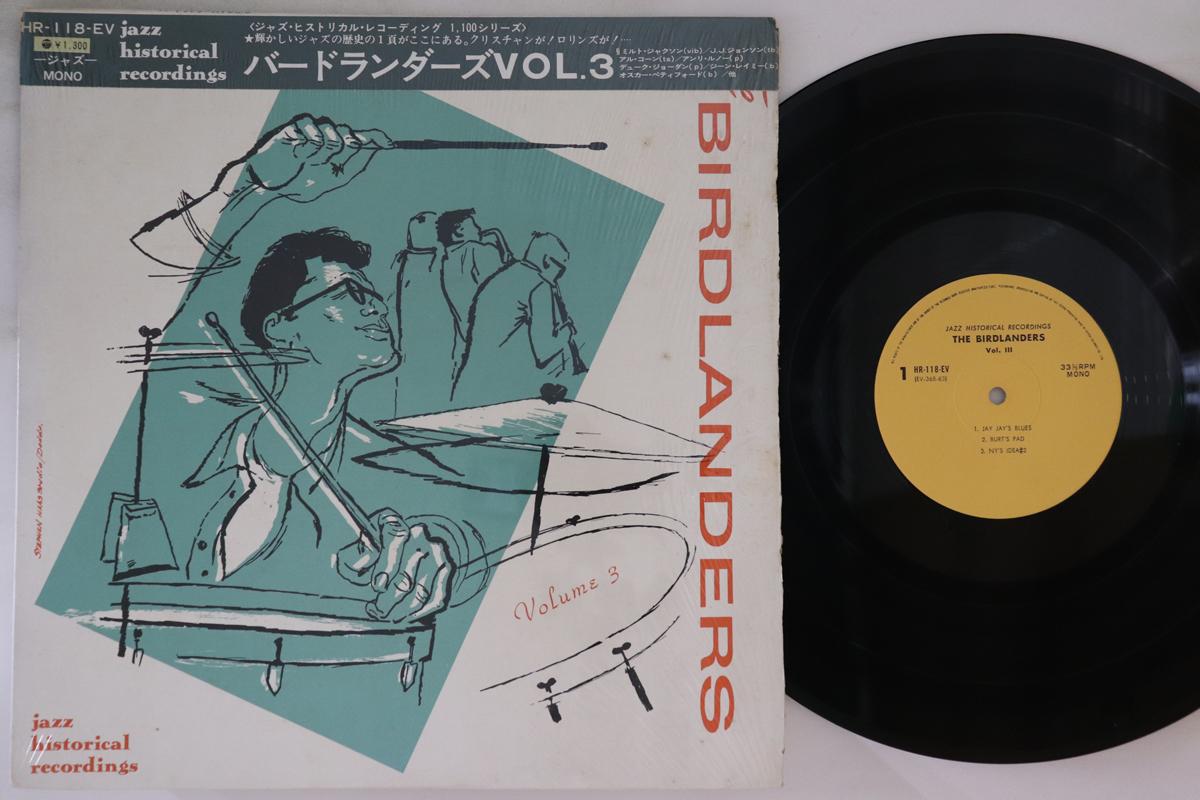 HR-118-EV
¥1,300
—ジャズ—
MONO
jazz
historical
recordings
〈ジャズ・ヒストリカル・レコーディング 1,100シリーズ〉
★輝かしいジャズの歴史の1頁がここにある。クリスチャンが!ロリンズが!…
バードランダーズVOL.3
ミルト・ジャクソン(vib)/J.J.ジョンソン(tb)
アル・コーン(ts)/アンリ・ルノー(p)
デューク・ジョーダン(p)/ジーン・レイミー(b)
オスカー・ペティフォード(b)/他
BIRDLANDERS
Volume 3
jazz
historical
recordings
JAZZ HISTORICAL RECORDINGS
THE BIRDLANDERS
Vol. III
1 HR-118-EV
(EV-368-63)
33⅓RPM
MONO
1. JAY JAY'S BLUES
2. BURT'S PAD
3. NY'S IDEA#2